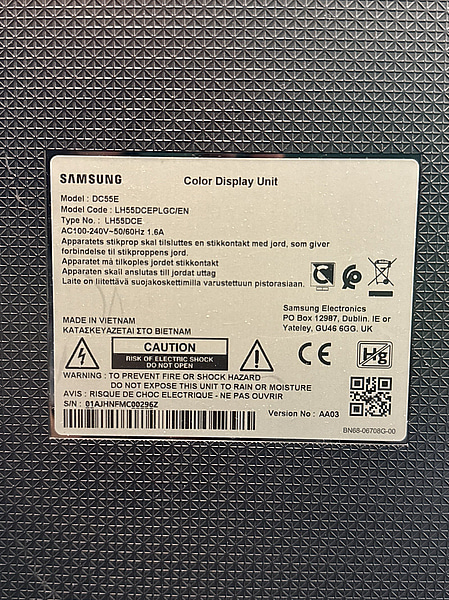 SAMSUNG
Color Display Unit
Model : DC55E
Model Code : LH55DCEPLGC/EN
Type No. : LH55DCE
AC100-240V~50/60Hz 1.6A
Apparatets stikprop skal tilsluttes en stikkontakt med jord, som giver
forbindelse til stikproppens jord.
Apparatet må tilkoples jordet stikkontakt
Apparaten skall anslutas till jordat uttag
Laite on liitettävä suojakoskettimilla varustettuun pistorasiaan.
Samsung Electronics
PO Box 12987, Dublin. IE or
Yateley, GU46 6GG, UK
MADE IN VIETNAM
ΚΑΤΑΣΚΕΥΑΖΕΤΑΙ ΣΤΟ ΒΙΕΤΝΑΜ
CAUTION
RISK OF ELECTRIC SHOCK
DO NOT OPEN
CE
Hg
WARNING : TO PREVENT FIRE OR SHOCK HAZARD
DO NOT EXPOSE THIS UNIT TO RAIN OR MOISTURE
AVIS : RISQUE DE CHOC ELECTRIQUE - NE PAS OUVRIR
S/N : 01AJHNFMC00296Z
Version No : AA03
BN68-06708G-00